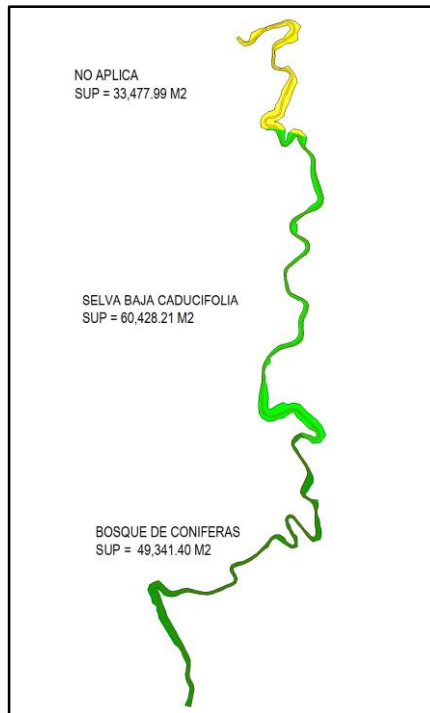 NO APLICA
SUP = 33,477.99 M2
SELVA BAJA CADUCIFOLIA
SUP = 60,428.21 M2
BOSQUE DE CONIFERAS
SUP = 49,341.40 M2